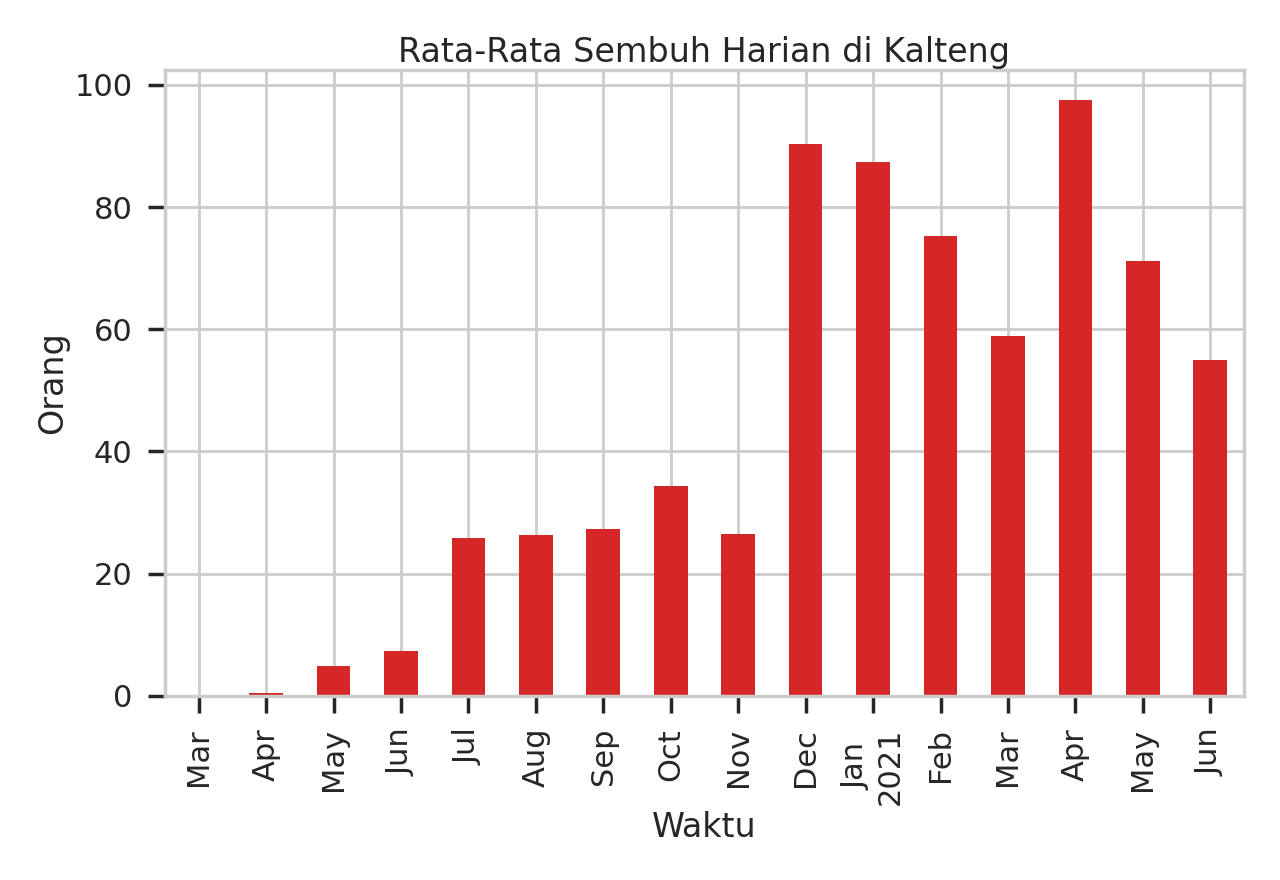 Rata-Rata Sembuh Harian di Kalteng
100
80
60
40
20
0
Orang
Mar
Apr
May
Jun
Jul
Aug
Sep
Oct
Nov
Dec
Jan
2021
Feb
Mar
Apr
May
Jun
Waktu